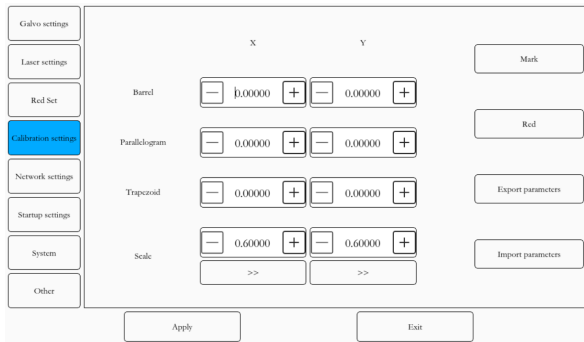 Galvo settings
Laser settings
Red Set
Calibration settings
Network settings
Startup settings
System
Other
X Y
Barrel 0.00000 0.00000
Parallelogram 0.00000 0.00000
Trapezoid 0.00000 0.00000
Scale 0.60000 0.60000
>> >>
Mark
Red
Export parameters
Import parameters
Apply Exit